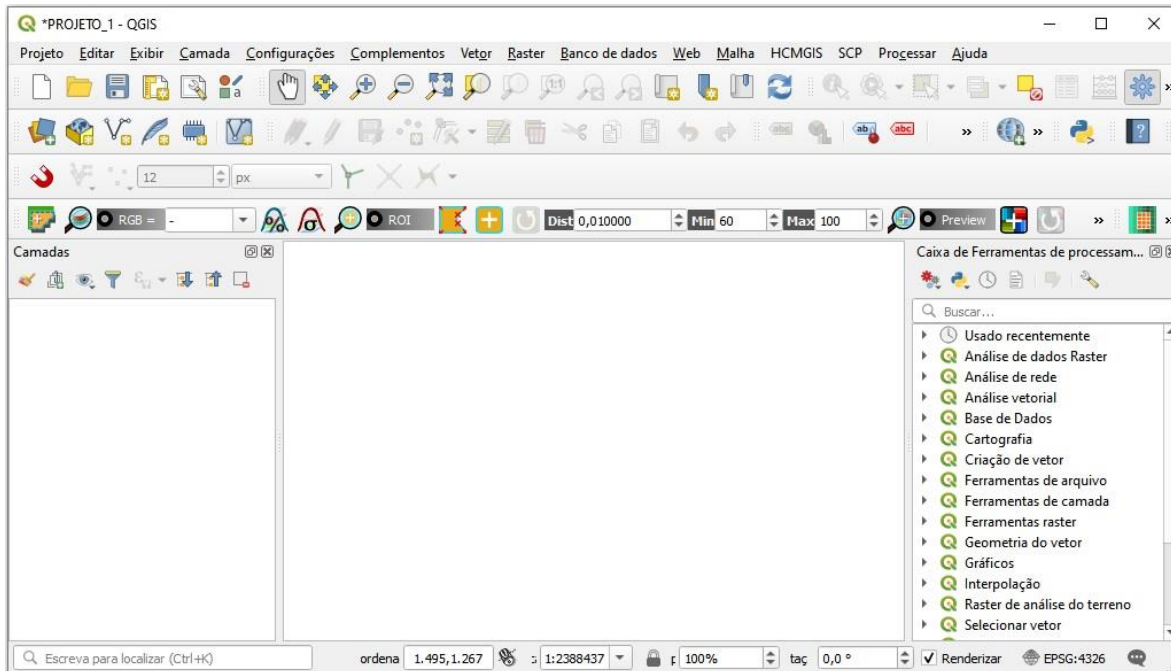 *PROJETO_1 - QGIS
Projeto Editar Exibir Camada Configurações Complementos Vetor Raster Banco de dados Web Malha HCMGIS SCP Processar Ajuda
12 px
RGB = - ROI Dist 0,010000 Min 60 Max 100 Preview
Camadas
Caixa de Ferramentas de processam...
Buscar...
Usado recentemente
Análise de dados Raster
Análise de rede
Análise vetorial
Base de Dados
Cartografia
Criação de vetor
Ferramentas de arquivo
Ferramentas de camada
Ferramentas raster
Geometria do vetor
Gráficos
Interpolação
Raster de análise do terreno
Selecionar vetor
Escreva para localizar (Ctrl+K) ordena 1.495,1.267 1:2388437 100% taç 0,0 ° Renderizar EPSG:4326